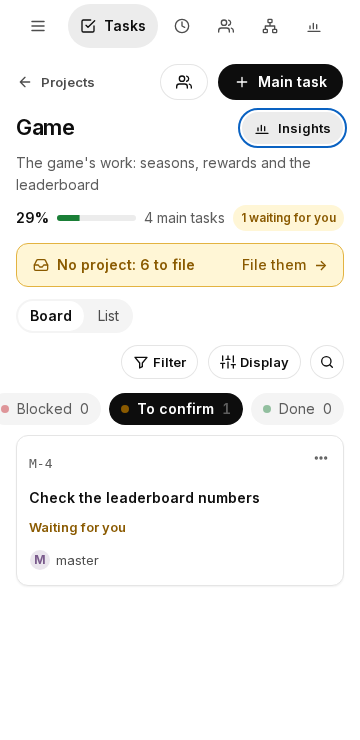 Tasks
Projects
Main task
Game
Insights
The game's work: seasons, rewards and the
leaderboard
29% 4 main tasks 1 waiting for you
No project: 6 to file File them →
Board List
Filter Display
Blocked 0 To confirm 1 Done 0
M-4
Check the leaderboard numbers
Waiting for you
M master